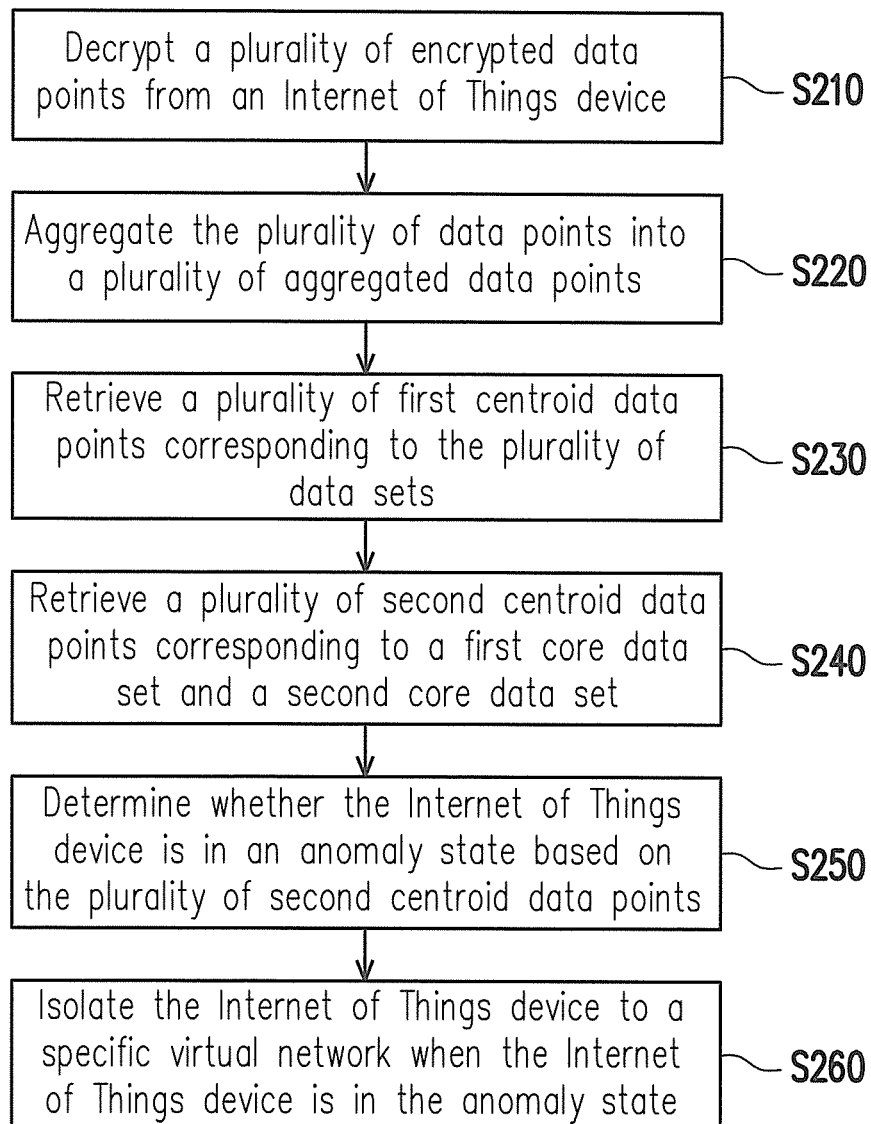 Decrypt a plurality of encrypted data
points from an Internet of Things device
S210
Aggregate the plurality of data points into
a plurality of aggregated data points
S220
Retrieve a plurality of first centroid data
points corresponding to the plurality of
data sets
S230
Retrieve a plurality of second centroid data
points corresponding to a first core data
set and a second core data set
S240
Determine whether the Internet of Things
device is in an anomaly state based on
the plurality of second centroid data points
S250
Isolate the Internet of Things device to a
specific virtual network when the Internet
of Things device is in the anomaly state
S260